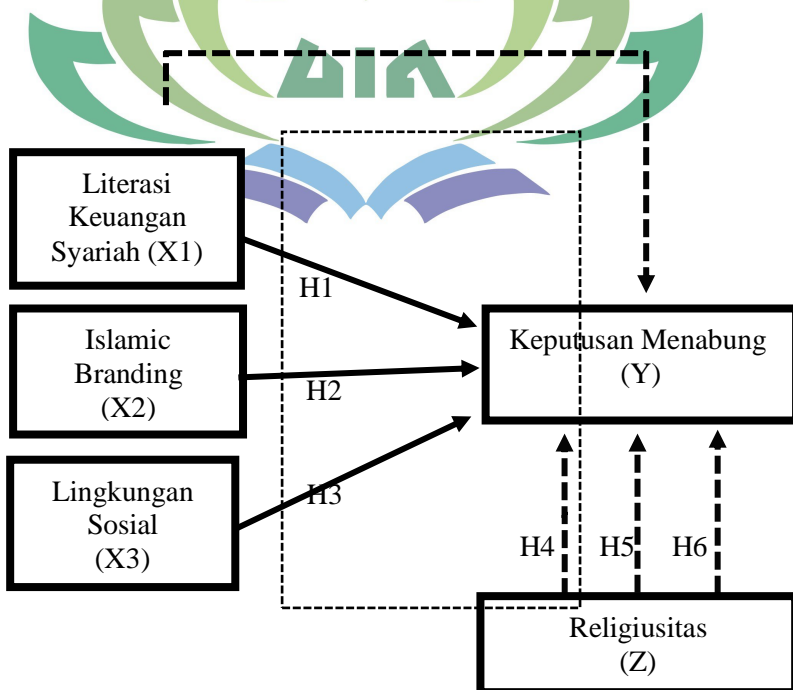 Literasi
Keuangan
Syariah (X1)
H1
Islamic
Branding
(X2)
H2
Keputusan Menabung
(Y)
Lingkungan
Sosial
(X3)
H3
H4 H5 H6
Religiusitas
(Z)